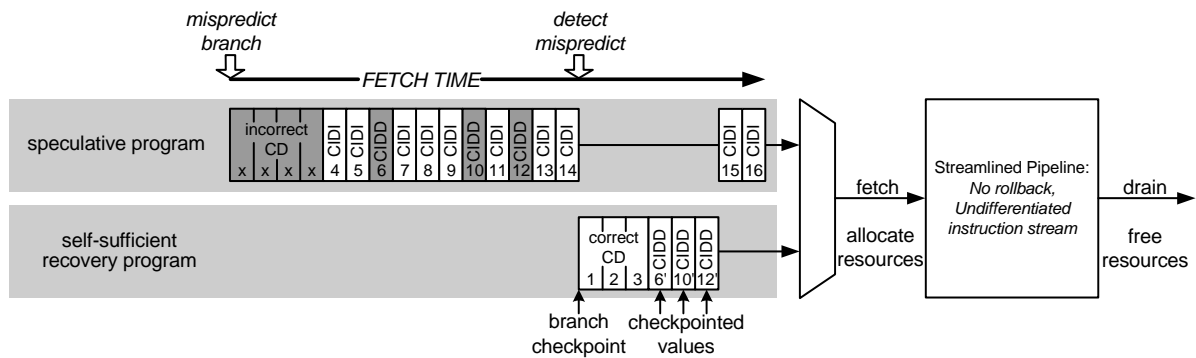 mispredict
branch
detect
mispredict
FETCH TIME
speculative program
incorrect
CD
x x x x
CIDI 4
CIDI 5
CIDD 6
CIDI 7
CIDI 8
CIDI 9
CIDD 10
CIDI 11
CIDD 12
CIDI 13
CIDI 14
CIDI 15
CIDI 16
self-sufficient
recovery program
correct
CD
1 2 3
CIDD 6'
CIDD 10'
CIDD 12'
branch
checkpoint
checkpointed
values
fetch
allocate
resources
Streamlined Pipeline:
No rollback,
Undifferentiated
instruction stream
drain
free
resources